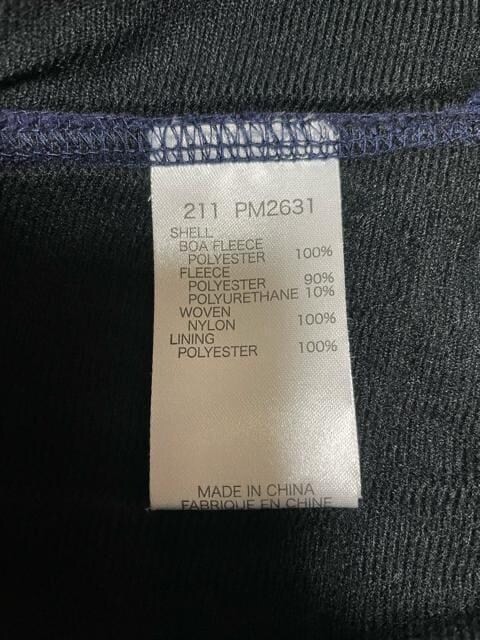 211 PM2631
SHELL
BOA FLEECE
POLYESTER 100%
FLEECE
POLYESTER 90%
POLYURETHANE 10%
WOVEN
NYLON 100%
LINING
POLYESTER 100%
MADE IN CHINA
FABRIQUE EN CHINE